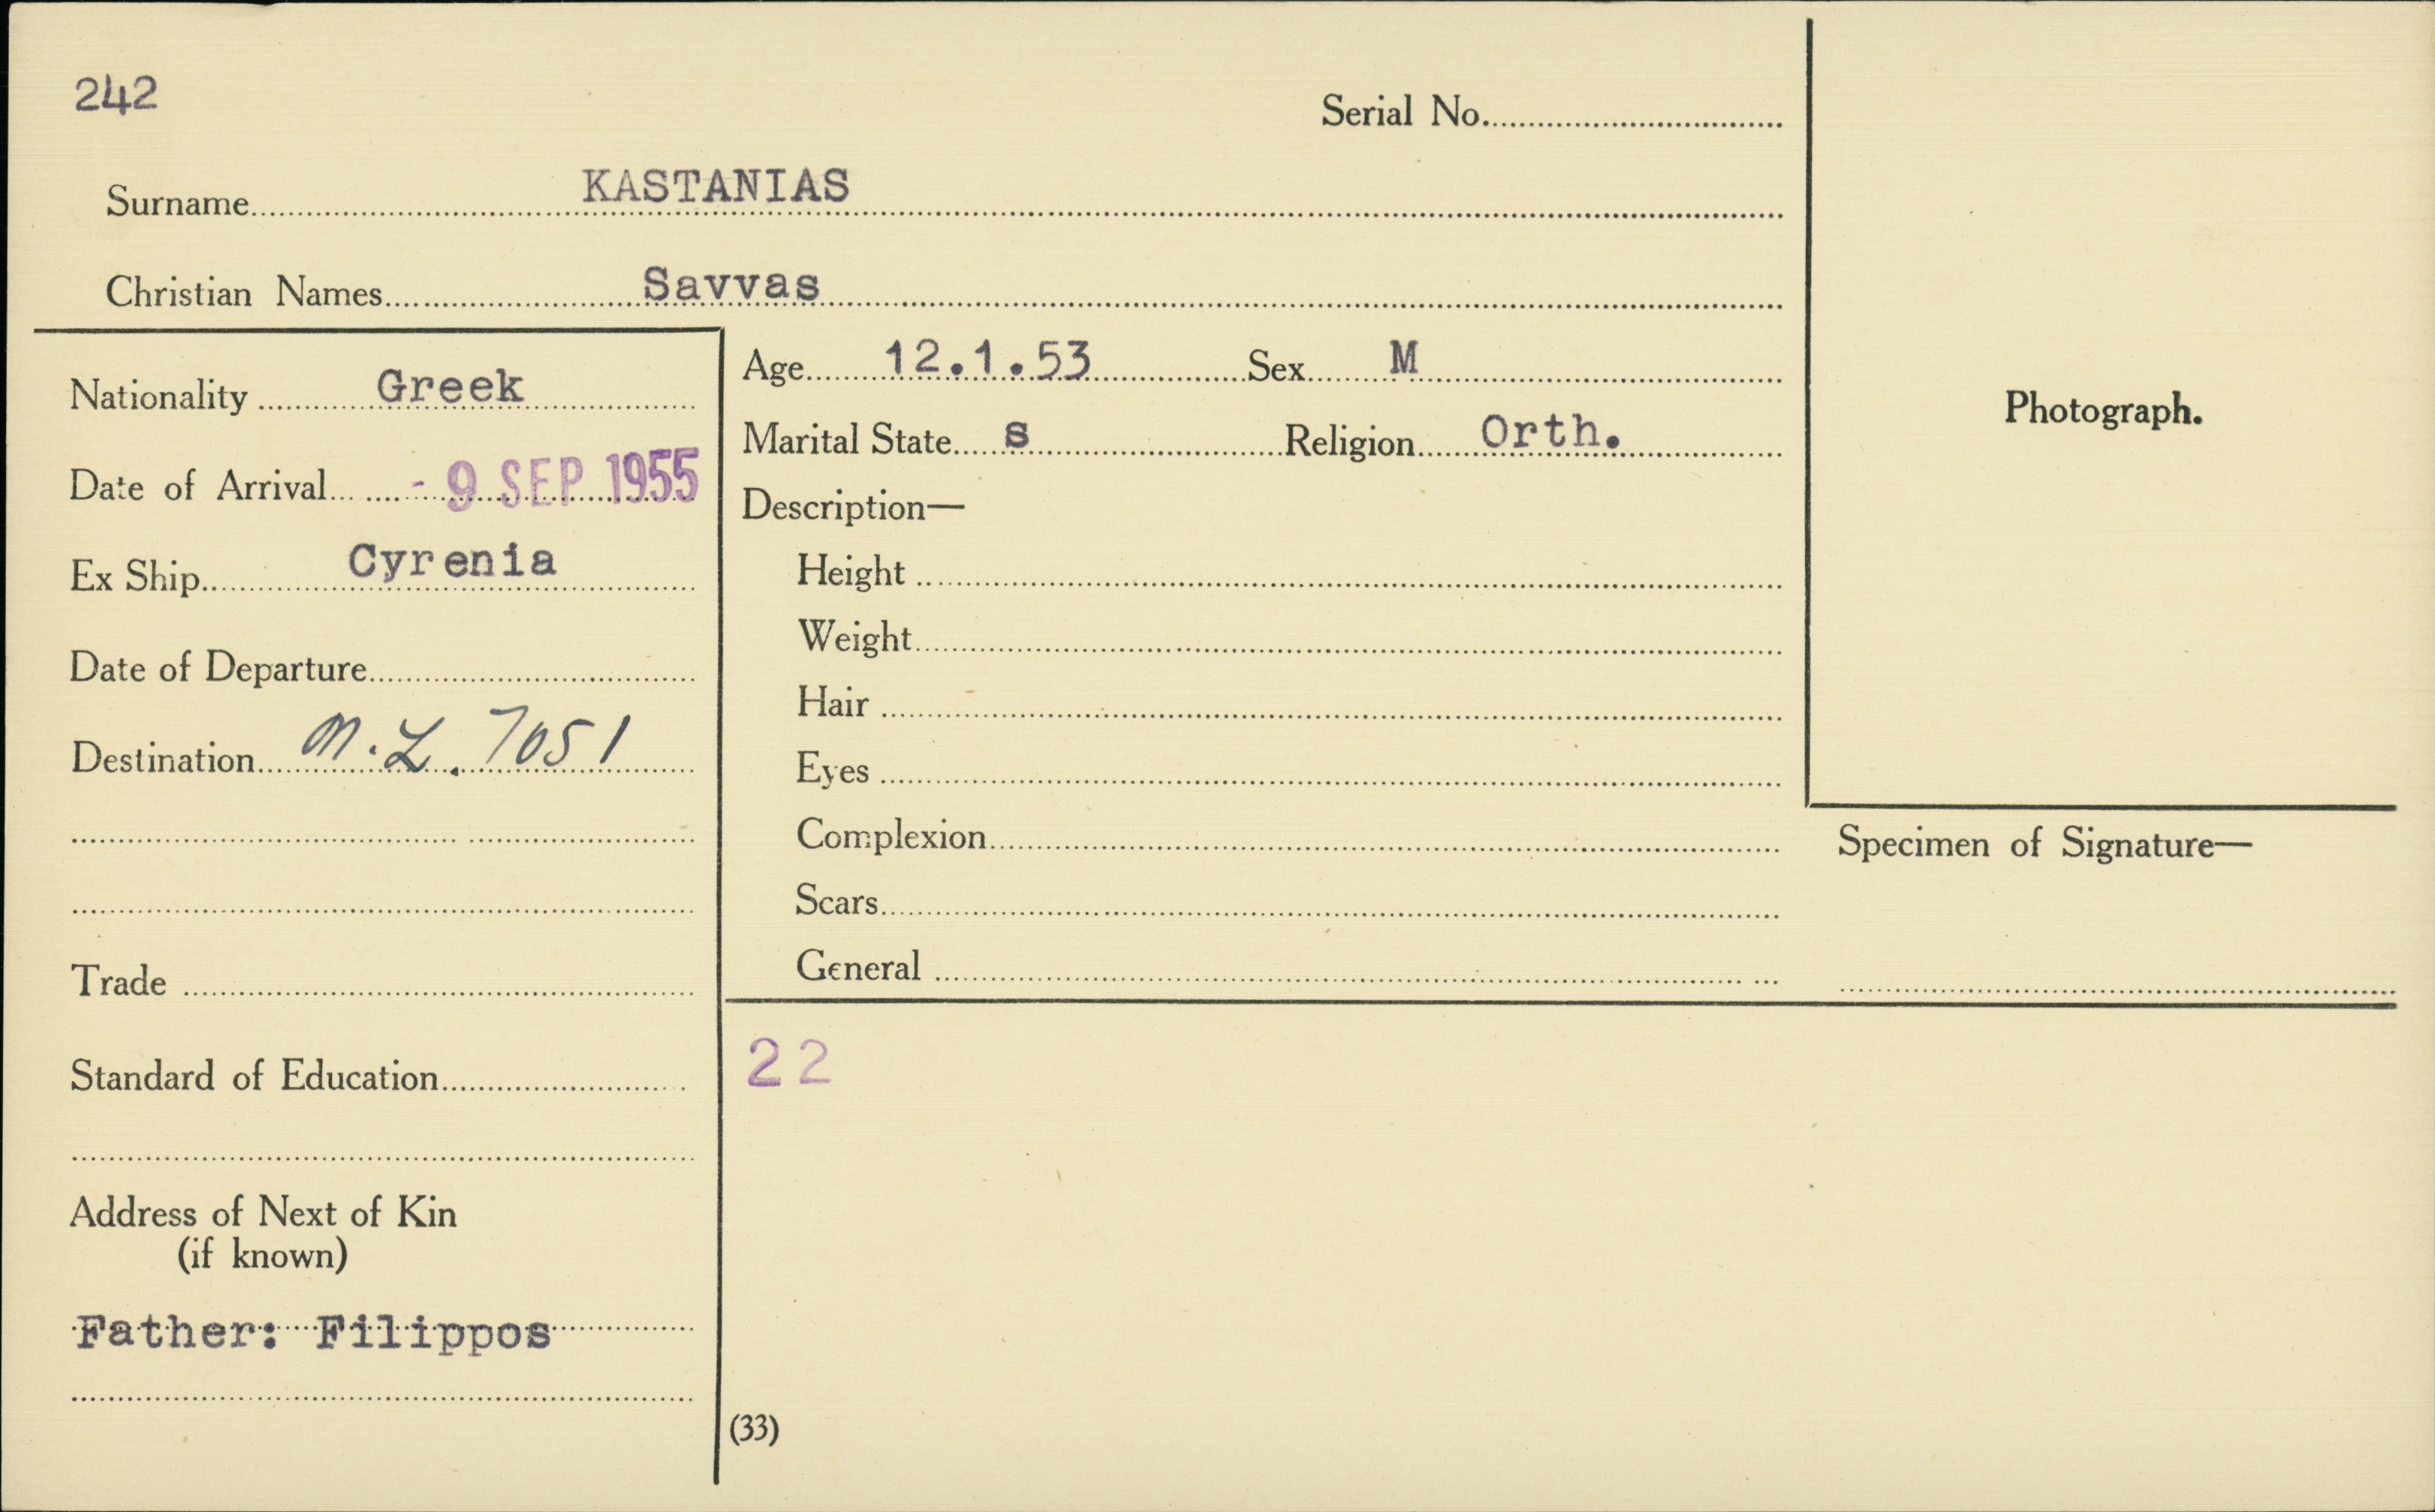 242
Serial No.
Surname KASTANIAS
Christian Names Savvas
Nationality Greek
Date of Arrival - 9 SEP 1955
Ex Ship Cyrenia
Date of Departure
Destination M.L. 7051
Trade
Standard of Education
Address of Next of Kin
(if known)
Father: Filippos
Age 12.1.53 Sex M
Marital State s Religion Orth.
Description—
Height
Weight
Hair
Eyes
Complexion
Scars
General
22
(33)
Photograph.
Specimen of Signature—